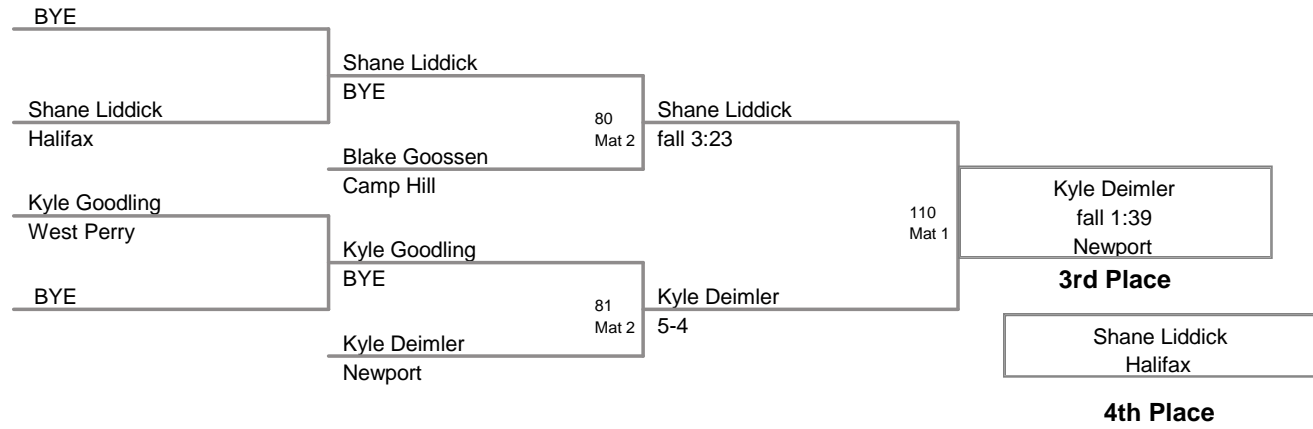 BYE
Shane Liddick
BYE
Shane Liddick
Halifax
80
Mat 2
Shane Liddick
fall 3:23
Blake Goossen
Camp Hill
Kyle Goodling
West Perry
110
Mat 1
Kyle Deimler
fall 1:39
Newport
3rd Place
Kyle Goodling
BYE
BYE
81
Mat 2
Kyle Deimler
5-4
Kyle Deimler
Newport
Shane Liddick
Halifax
4th Place